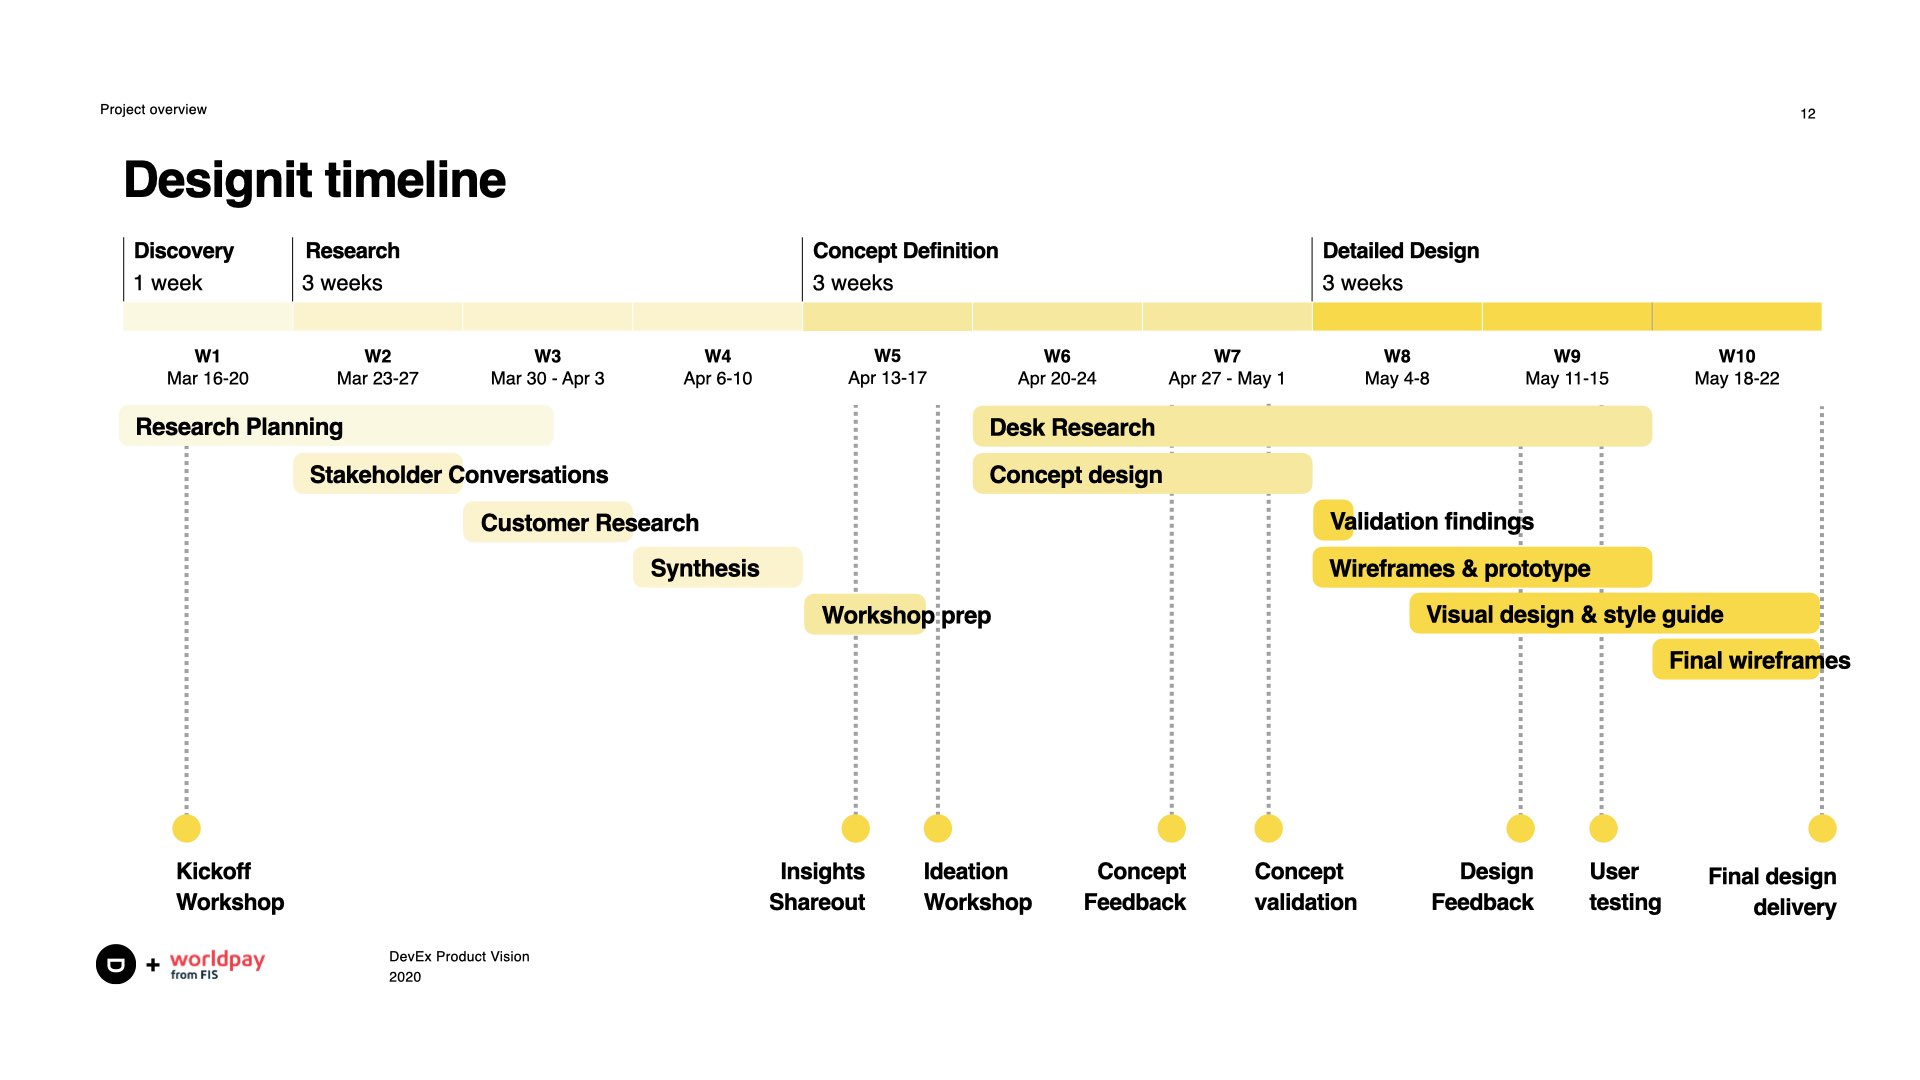 Project overview
12
Designit timeline
Discovery
1 week
Research
3 weeks
Concept Definition
3 weeks
Detailed Design
3 weeks
W1
Mar 16-20
W2
Mar 23-27
W3
Mar 30 - Apr 3
W4
Apr 6-10
W5
Apr 13-17
W6
Apr 20-24
W7
Apr 27 - May 1
W8
May 4-8
W9
May 11-15
W10
May 18-22
Research Planning
Desk Research
Stakeholder Conversations
Concept design
Customer Research
Validation findings
Synthesis
Wireframes & prototype
Workshop prep
Visual design & style guide
Final wireframes
Kickoff
Workshop
Insights
Shareout
Ideation
Workshop
Concept
Feedback
Concept
validation
Design
Feedback
User
testing
Final design
delivery
D + worldpay
from FIS
DevEx Product Vision
2020